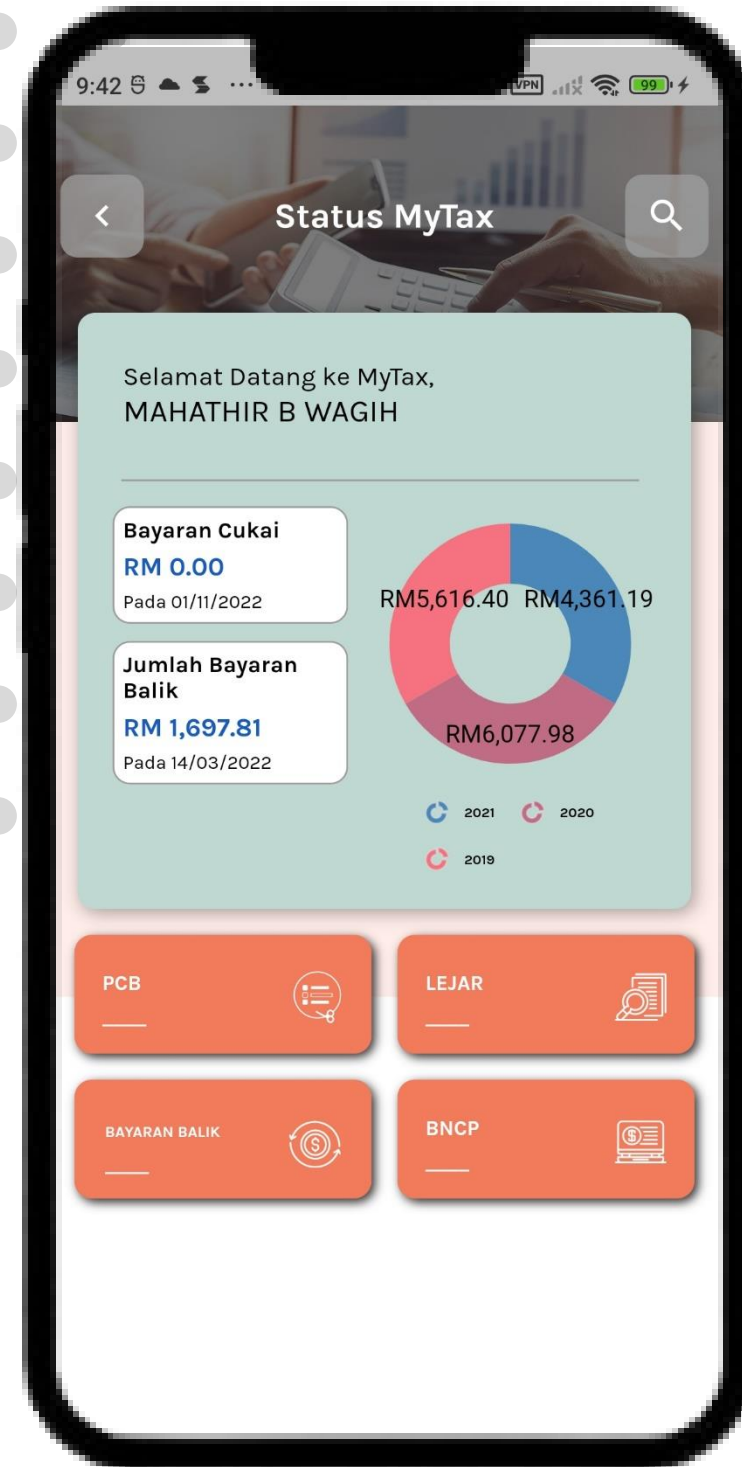 9:42
VPN
99
Status MyTax
Selamat Datang ke MyTax,
MAHATHIR B WAGIH
Bayaran Cukai
RM 0.00
Pada 01/11/2022
Jumlah Bayaran
Balik
RM 1,697.81
Pada 14/03/2022
RM5,616.40 RM4,361.19
RM6,077.98
2021 2020
2019
PCB
LEJAR
BAYARAN BALIK
BNCP